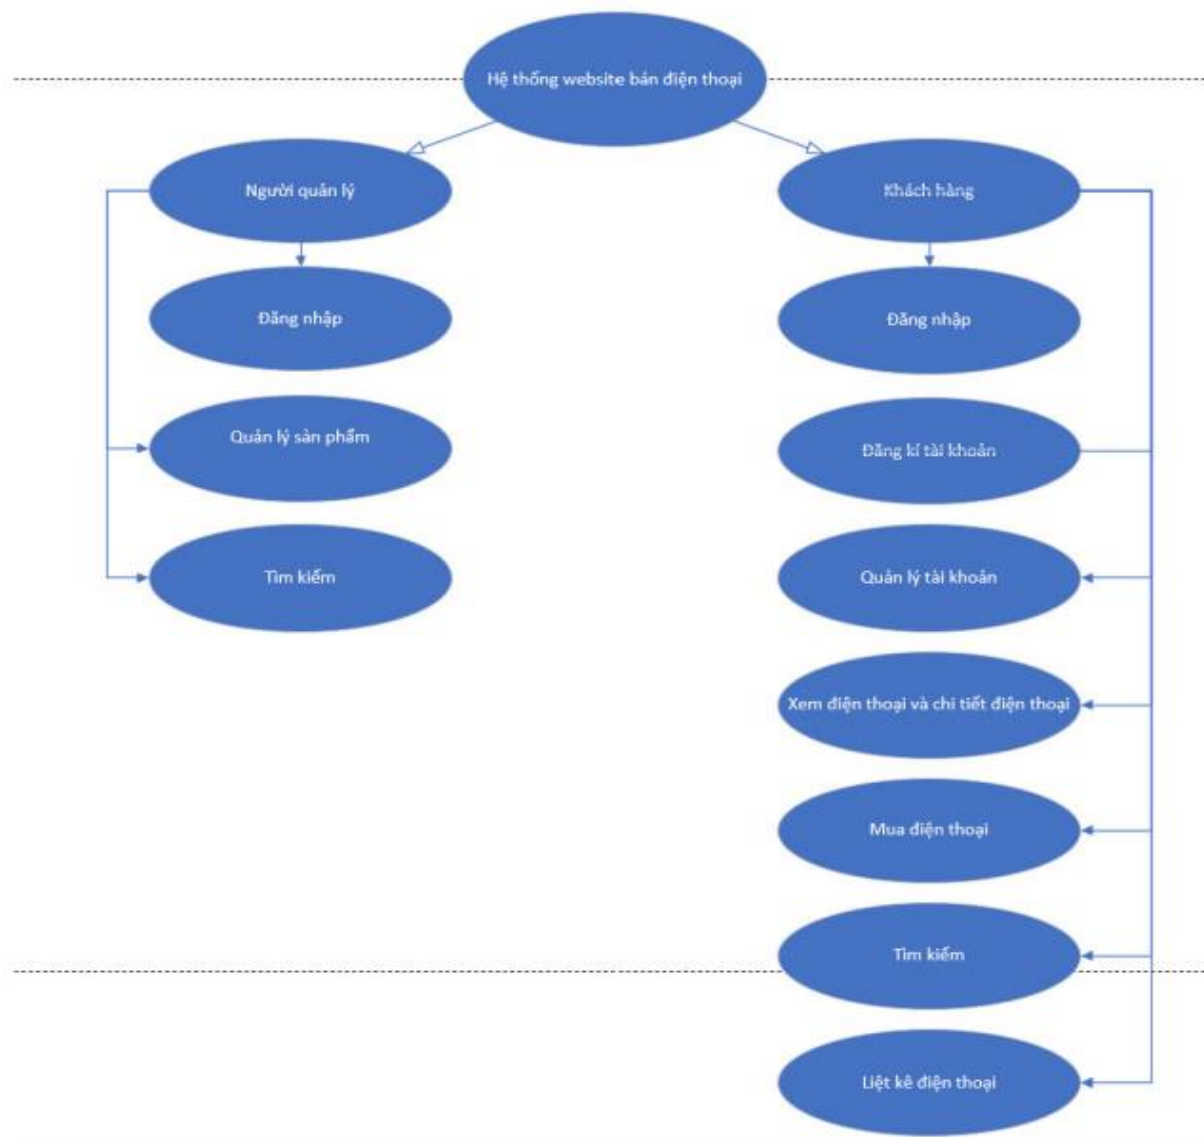 Hệ thống website bán điện thoại
Người quản lý
Khách hàng
Đăng nhập
Đăng nhập
Quản lý sản phẩm
Đăng kí tài khoản
Tìm kiếm
Quản lý tài khoản
Xem điện thoại và chi tiết điện thoại
Mua điện thoại
Tìm kiếm
Liệt kê điện thoại